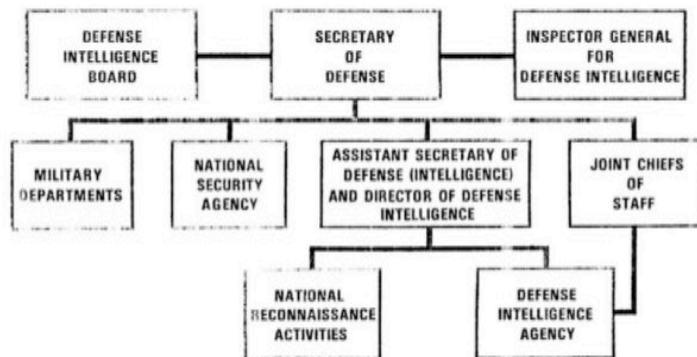 DEFENSE
INTELLIGENCE
BOARD
SECRETARY
OF
DEFENSE
INSPECTOR GENERAL
FOR
DEFENSE INTELLIGENCE
MILITARY
DEPARTMENTS
NATIONAL
SECURITY
AGENCY
ASSISTANT SECRETARY OF
DEFENSE (INTELLIGENCE)
AND DIRECTOR OF DEFENSE
INTELLIGENCE
JOINT CHIEFS
OF
STAFF
NATIONAL
RECONNAISSANCE
ACTIVITIES
DEFENSE
INTELLIGENCE
AGENCY